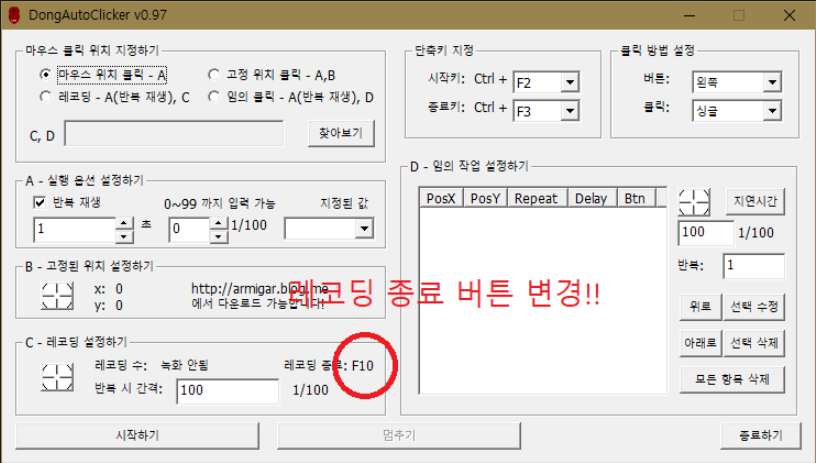 DongAutoClicker v0.97
마우스 클릭 위치 지정하기
마우스 위치 클릭 - A
고정 위치 클릭 - A,B
레코딩 - A(반복 재생), C
임의 클릭 - A(반복 재생), D
C, D
찾아보기
단축키 지정
시작키: Ctrl + F2
종료키: Ctrl + F3
클릭 방법 설정
버튼: 왼쪽
클릭: 싱글
A - 실행 옵션 설정하기
반복 재생
0~99 까지 입력 가능
지정된 값
1 초
0 1/100
B - 고정된 위치 설정하기
x: 0
y: 0
http://armigar.blog.me
에서 다운로드 가능합니다!
레코딩 종료 버튼 변경!!
C - 레코딩 설정하기
레코딩 수: 녹화 안됨
레코딩 종료: F10
반복 시 간격: 100 1/100
D - 임의 작업 설정하기
PosX PosY Repeat Delay Btn
지연시간
100 1/100
반복: 1
위로 선택 수정
아래로 선택 삭제
모든 항목 삭제
시작하기
멈추기
종료하기